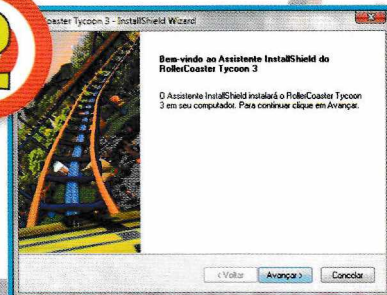 oaster Tycoon 3 - InstallShield Wizard
Bem-vindo ao Assistente InstallShield do
RollerCoaster Tycoon 3
O Assistente InstallShield instalará o RollerCoaster Tycoon
3 em seu computador. Para continuar clique em Avançar.
< Voltar
Avançar >
Cancelar